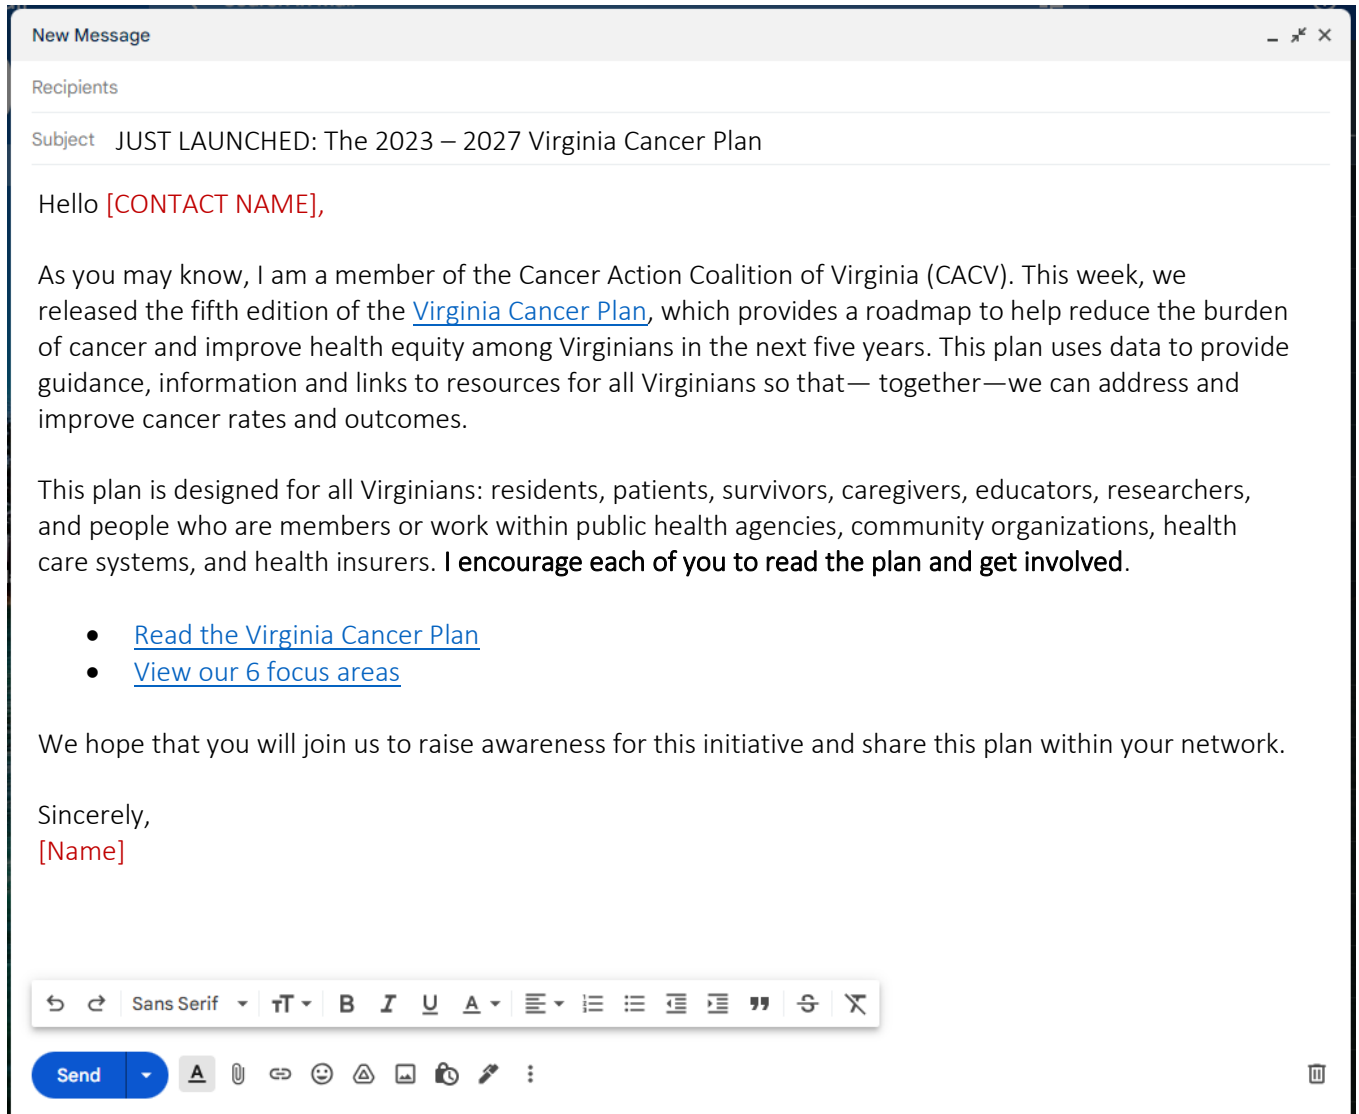 New Message
Recipients
Subject JUST LAUNCHED: The 2023 – 2027 Virginia Cancer Plan
Hello [CONTACT NAME],
As you may know, I am a member of the Cancer Action Coalition of Virginia (CACV). This week, we
released the fifth edition of the Virginia Cancer Plan, which provides a roadmap to help reduce the burden
of cancer and improve health equity among Virginians in the next five years. This plan uses data to provide
guidance, information and links to resources for all Virginians so that— together—we can address and
improve cancer rates and outcomes.
This plan is designed for all Virginians: residents, patients, survivors, caregivers, educators, researchers,
and people who are members or work within public health agencies, community organizations, health
care systems, and health insurers. I encourage each of you to read the plan and get involved.
• Read the Virginia Cancer Plan
• View our 6 focus areas
We hope that you will join us to raise awareness for this initiative and share this plan within your network.
Sincerely,
[Name]
Sans Serif
Send